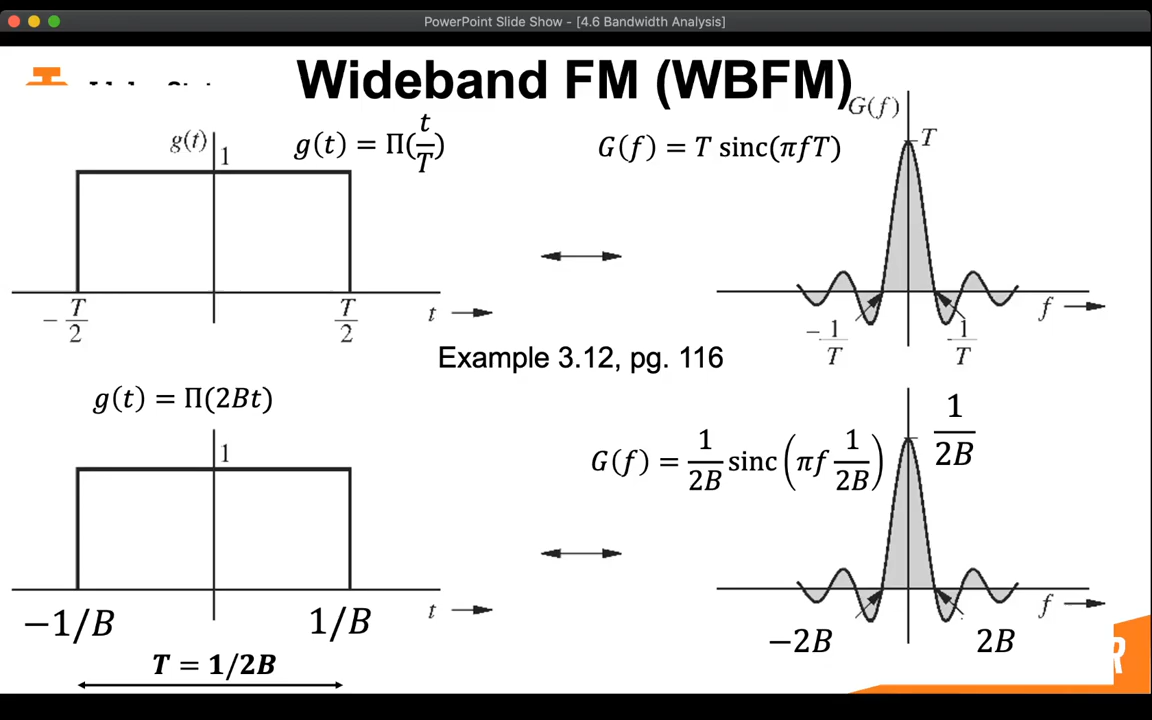 PowerPoint Slide Show - [4.6 Bandwidth Analysis]
Wideband FM (WBFM)
g(t) 1
g(t) = Π(t/T)
G(f) = T sinc(πfT)
G(f)
T
−T/2 T/2 t
−1/T 1/T f
Example 3.12, pg. 116
g(t) = Π(2Bt)
1
G(f) = 1/2B sinc(πf 1/2B)
1/2B
−1/B 1/B t
−2B 2B f
T = 1/2B